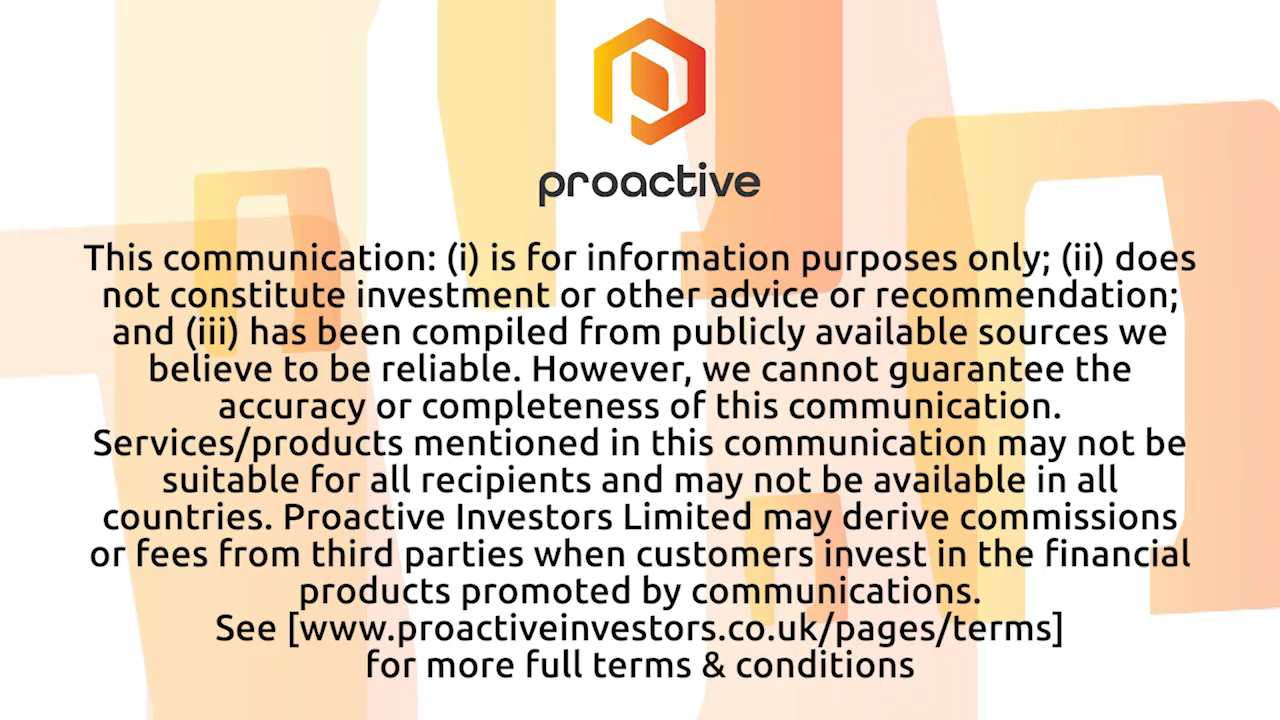 proactive
This communication: (i) is for information purposes only; (ii) does
not constitute investment or other advice or recommendation;
and (iii) has been compiled from publicly available sources we
believe to be reliable. However, we cannot guarantee the
accuracy or completeness of this communication.
Services/products mentioned in this communication may not be
suitable for all recipients and may not be available in all
countries. Proactive Investors Limited may derive commissions
or fees from third parties when customers invest in the financial
products promoted by communications.
See [www.proactiveinvestors.co.uk/pages/terms]
for more full terms & conditions